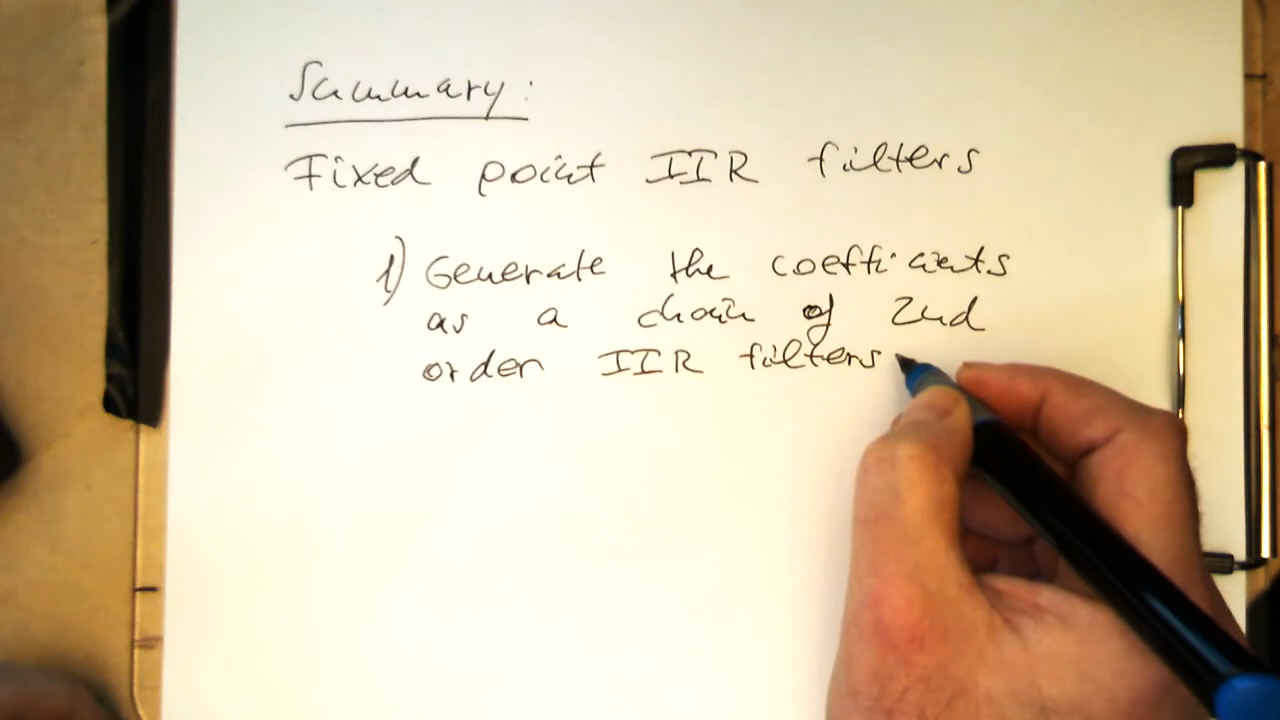 Summary:
Fixed point IIR filters
1) Generate the coefficients
as a chain of 2nd
order IIR filters